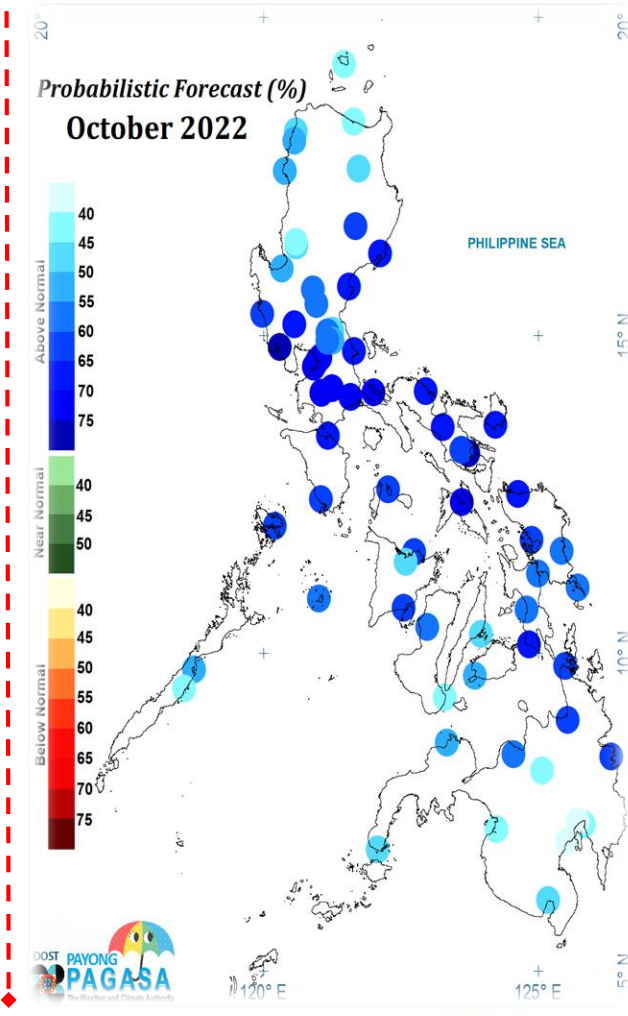 20°
20°
Probabilistic Forecast (%)
October 2022
Above Normal
40
45
50
55
60
65
70
75
PHILIPPINE SEA
15° N
Near Normal
40
45
50
Below Normal
40
45
50
55
60
65
70
75
10° N
5° N
DOST
PAYONG
PAGASA
The Weather and Climate Authority
120° E
125° E